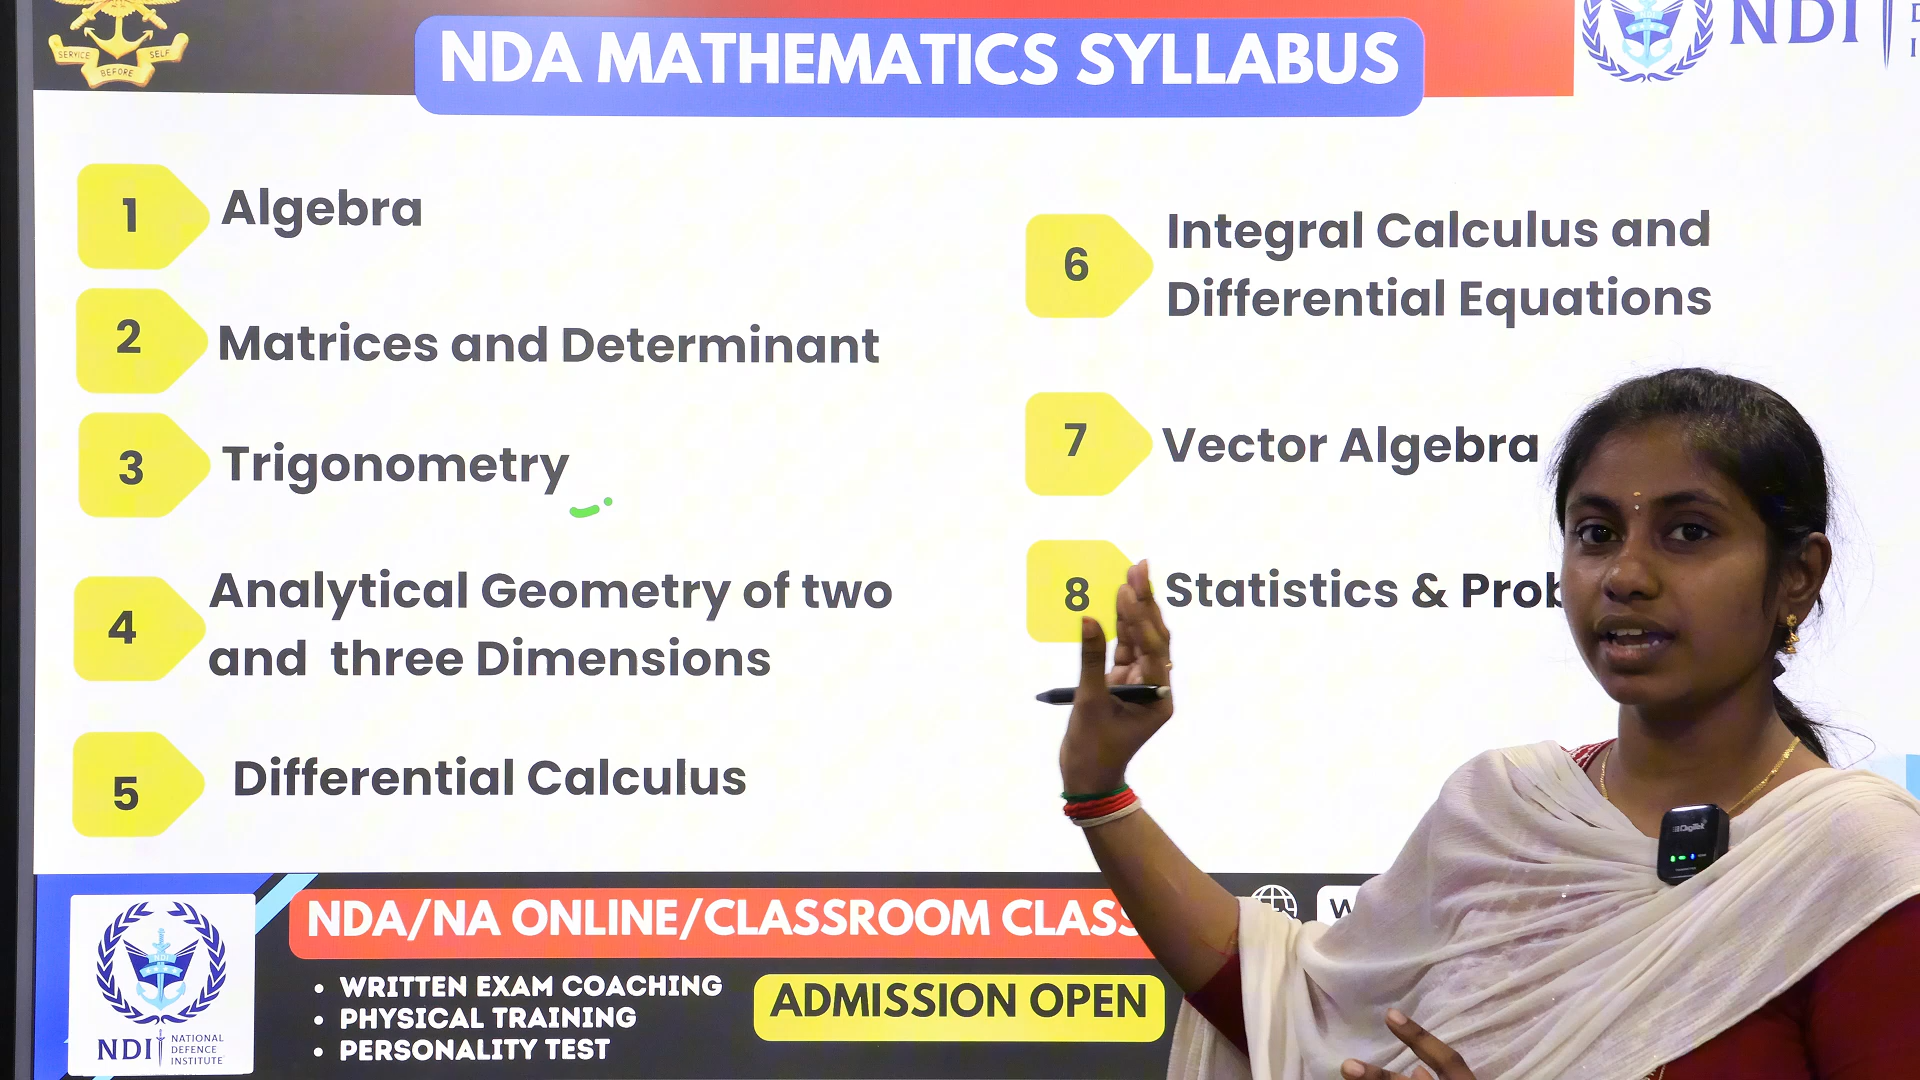 SERVICE BEFORE SELF
NDA MATHEMATICS SYLLABUS
NDI
1 Algebra
2 Matrices and Determinant
3 Trigonometry
4 Analytical Geometry of two
and three Dimensions
5 Differential Calculus
6 Integral Calculus and
Differential Equations
7 Vector Algebra
8 Statistics &
NDA/NA ONLINE/CLASSROOM
• WRITTEN EXAM COACHING
• PHYSICAL TRAINING
• PERSONALITY TEST
ADMISSION OPEN
NDI
NDI
NATIONAL
DEFENCE
INSTITUTE
DigiTek